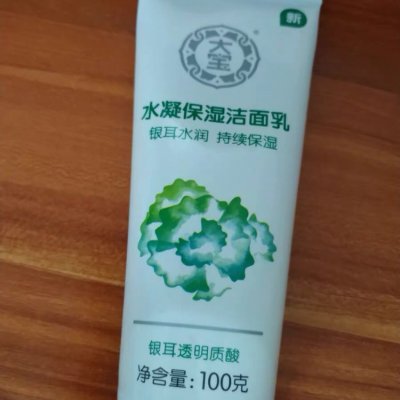 新
大宝
水凝保湿洁面乳
银耳水润 持续保湿
银耳透明质酸
净含量:100克